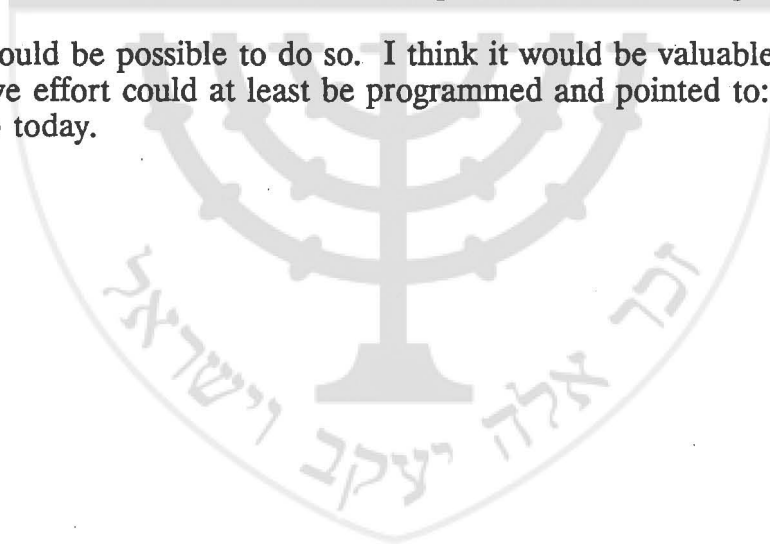 ould be possible to do so. I think it would be valuable
ve effort could at least be programmed and pointed to:
today.
זכר אלה יעקב וישראל